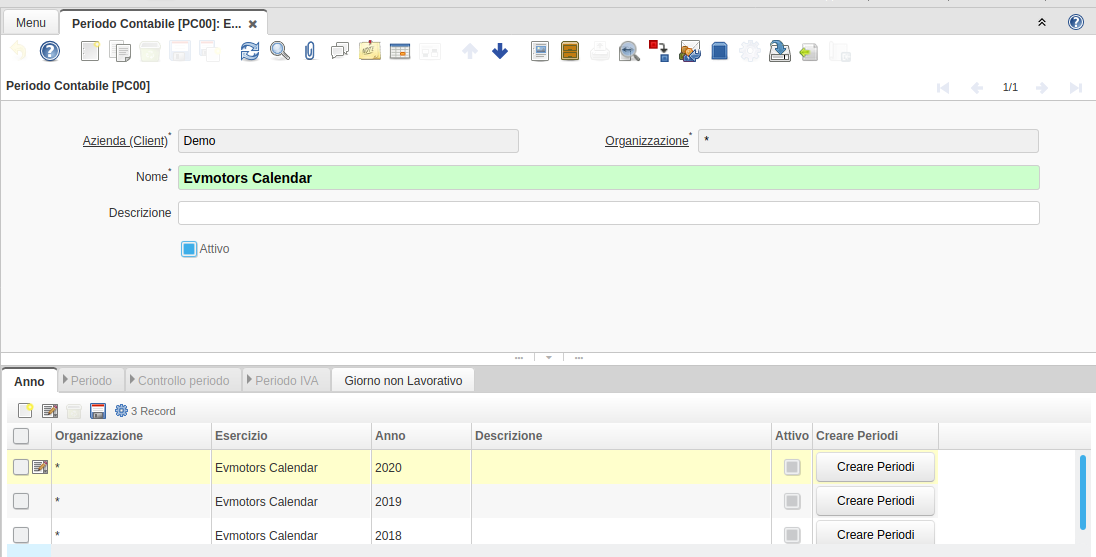 Menu
Periodo Contabile [PC00]: E...
Periodo Contabile [PC00]
1/1
Azienda (Client)* Demo
Organizzazione* *
Nome* Evmotors Calendar
Descrizione
Attivo
Anno Periodo Controllo periodo Periodo IVA Giorno non Lavorativo
3 Record
Organizzazione Esercizio Anno Descrizione Attivo Creare Periodi
* Evmotors Calendar 2020 Creare Periodi
* Evmotors Calendar 2019 Creare Periodi
* Evmotors Calendar 2018 Creare Periodi